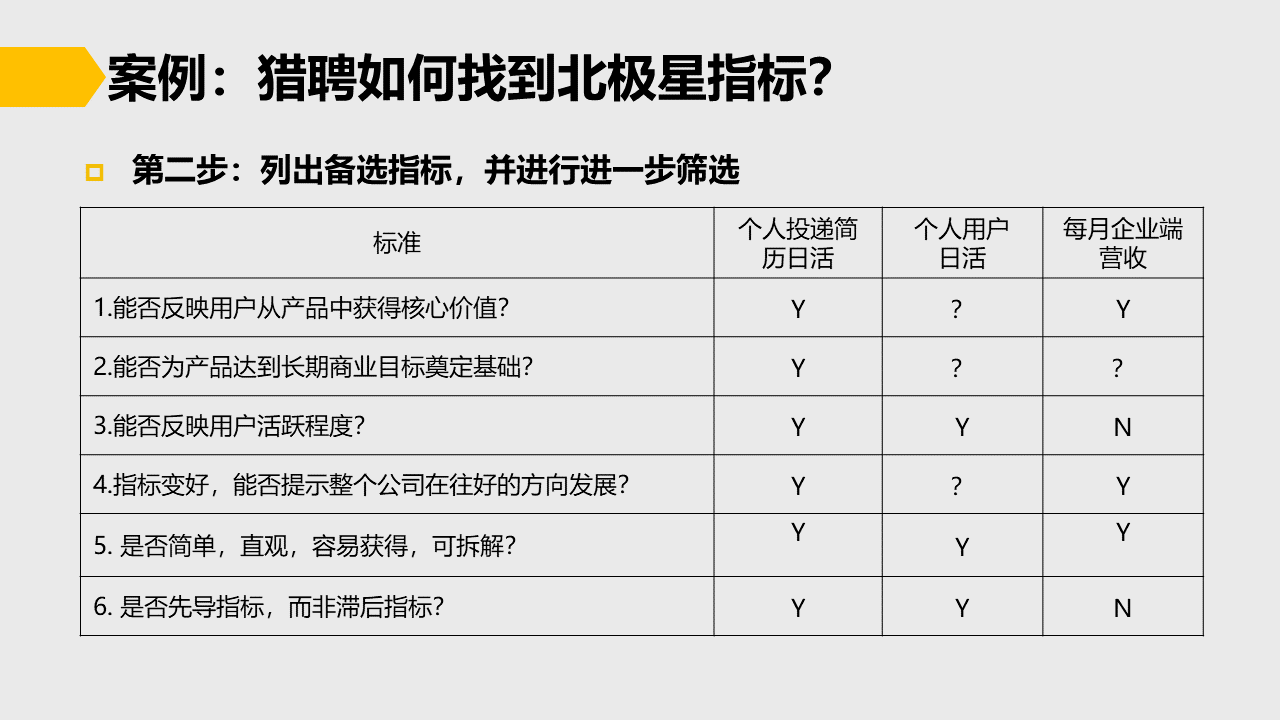 案例：猎聘如何找到北极星指标？
第二步：列出备选指标，并进行进一步筛选
标准
个人投递简
历日活
个人用户
日活
每月企业端
营收
1.能否反映用户从产品中获得核心价值？
Y
？
Y
2.能否为产品达到长期商业目标奠定基础？
Y
？
？
3.能否反映用户活跃程度？
Y
Y
N
4.指标变好，能否提示整个公司在往好的方向发展？
Y
？
Y
5. 是否简单，直观，容易获得，可拆解？
Y
Y
Y
6. 是否先导指标，而非滞后指标？
Y
Y
N